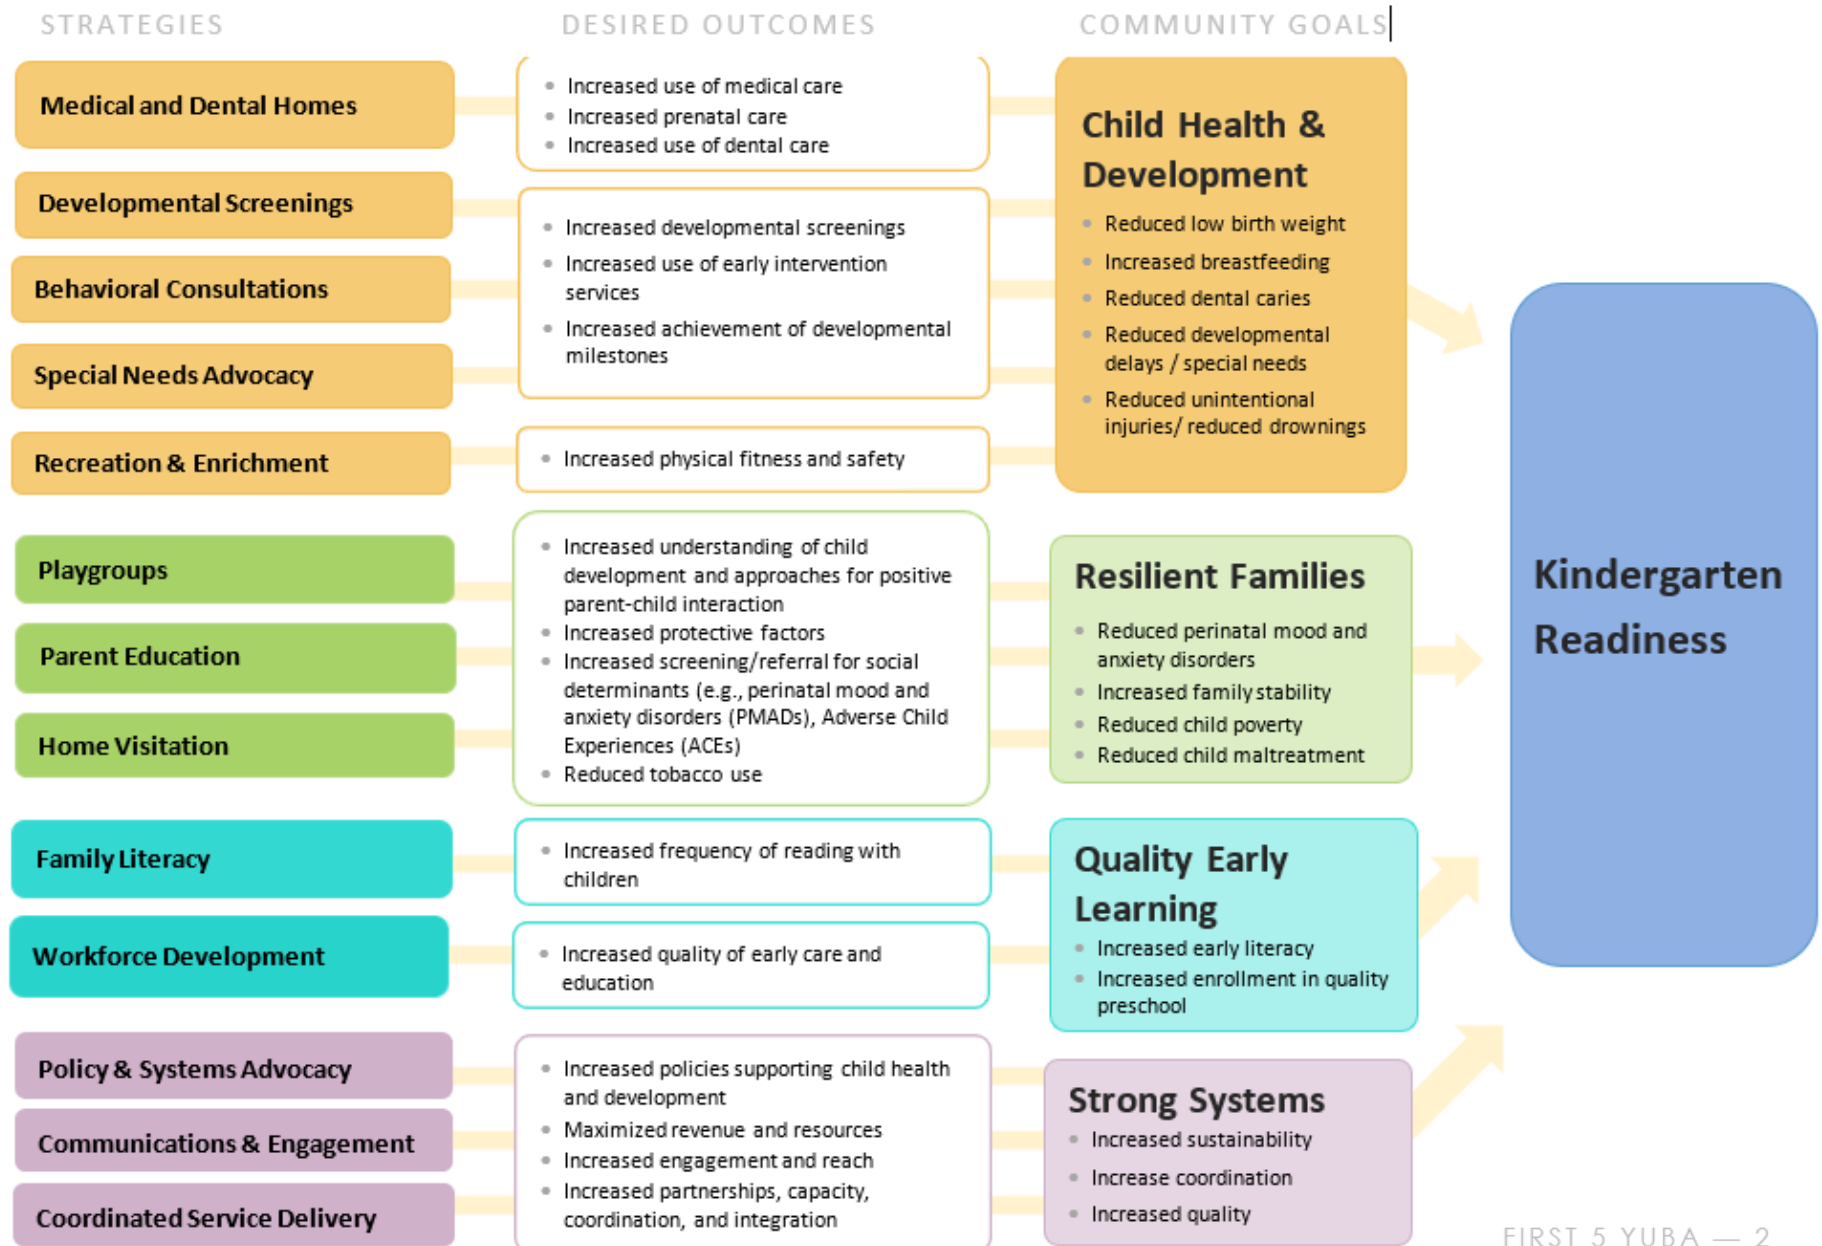 STRATEGIES
DESIRED OUTCOMES
COMMUNITY GOALS
Medical and Dental Homes
Increased use of medical care
Increased prenatal care
Increased use of dental care
Developmental Screenings
Behavioral Consultations
Special Needs Advocacy
Increased developmental screenings
Increased use of early intervention
services
Increased achievement of developmental
milestones
Recreation & Enrichment
Increased physical fitness and safety
Child Health &
Development
Reduced low birth weight
Increased breastfeeding
Reduced dental caries
Reduced developmental
delays / special needs
Reduced unintentional
injuries/ reduced drownings
Playgroups
Parent Education
Home Visitation
Increased understanding of child
development and approaches for positive
parent-child interaction
Increased protective factors
Increased screening/referral for social
determinants (e.g., perinatal mood and
anxiety disorders (PMADs), Adverse Child
Experiences (ACEs)
Reduced tobacco use
Resilient Families
Reduced perinatal mood and
anxiety disorders
Increased family stability
Reduced child poverty
Reduced child maltreatment
Family Literacy
Increased frequency of reading with
children
Workforce Development
Increased quality of early care and
education
Quality Early
Learning
Increased early literacy
Increased enrollment in quality
preschool
Policy & Systems Advocacy
Communications & Engagement
Coordinated Service Delivery
Increased policies supporting child health
and development
Maximized revenue and resources
Increased engagement and reach
Increased partnerships, capacity,
coordination, and integration
Strong Systems
Increased sustainability
Increase coordination
Increased quality
Kindergarten
Readiness
FIRST 5 YUBA — 2